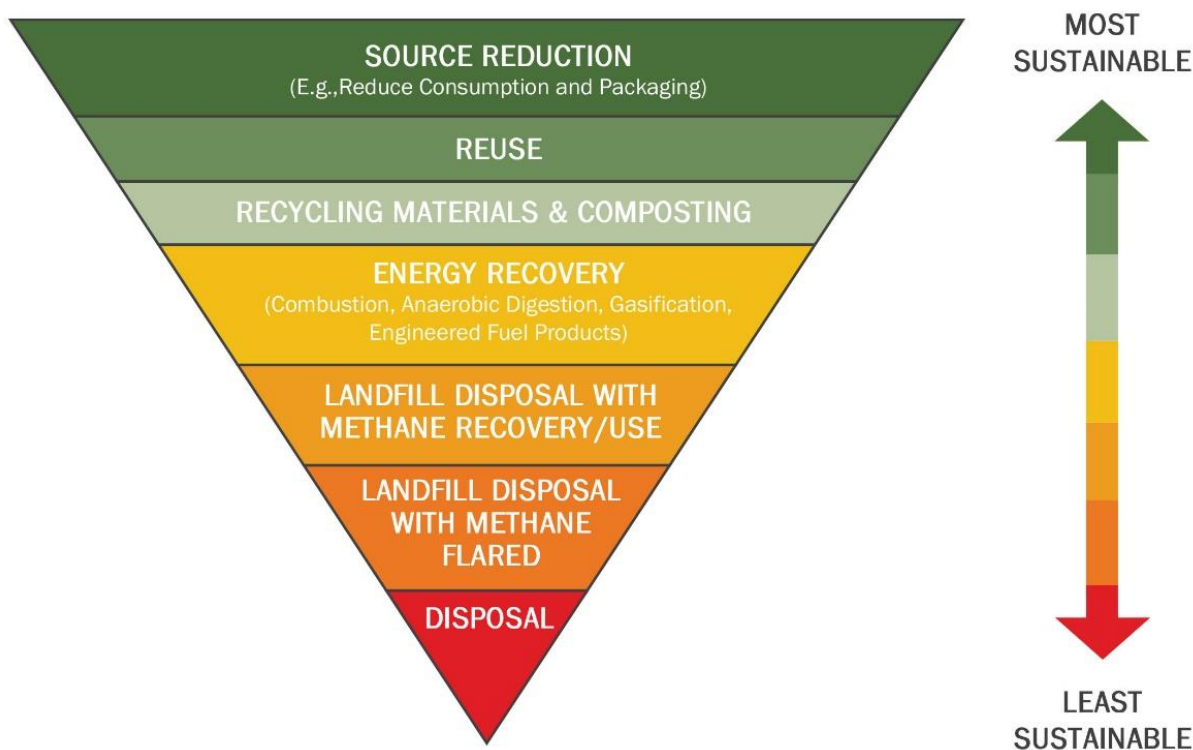 SOURCE REDUCTION
(E.g.,Reduce Consumption and Packaging)
REUSE
RECYCLING MATERIALS & COMPOSTING
ENERGY RECOVERY
(Combustion, Anaerobic Digestion, Gasification,
Engineered Fuel Products)
LANDFILL DISPOSAL WITH
METHANE RECOVERY/USE
LANDFILL DISPOSAL
WITH METHANE
FLARED
DISPOSAL
MOST
SUSTAINABLE
LEAST
SUSTAINABLE